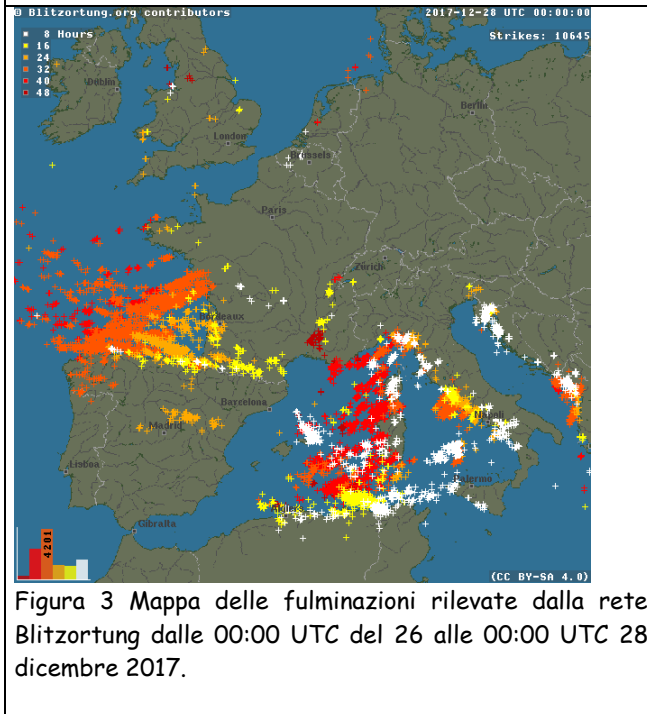 © Blitzortung.org contributors
2017-12-28 UTC 00:00:00
8 Hours
Strikes: 10645
16
24
32
40
48
Dublin
Berlin
London
Brussels
Paris
Zürich
Bordeaux
Barcelona
Madrid
Napoli
Lisboa
Palermo
Gibralta
4201
(CC BY-SA 4.0)
Figura 3 Mappa delle fulminazioni rilevate dalla rete
Blitzortung dalle 00:00 UTC del 26 alle 00:00 UTC 28
dicembre 2017.